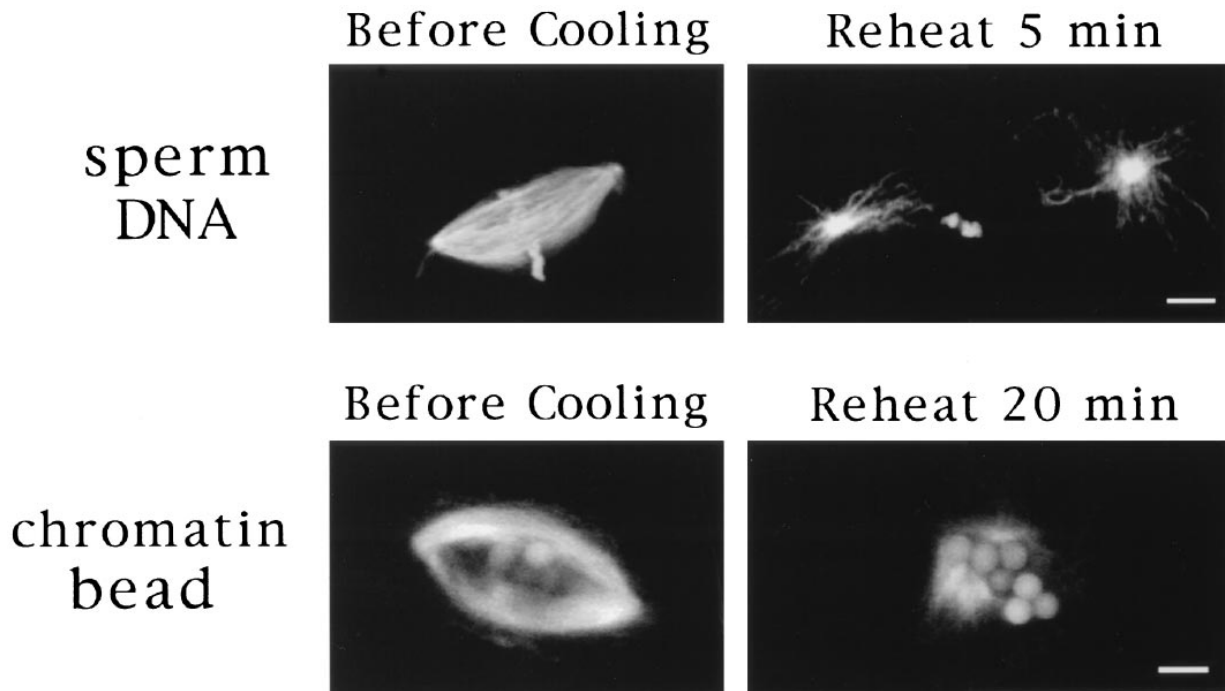 Before Cooling
Reheat 5 min
sperm
DNA
Before Cooling
Reheat 20 min
chromatin
bead